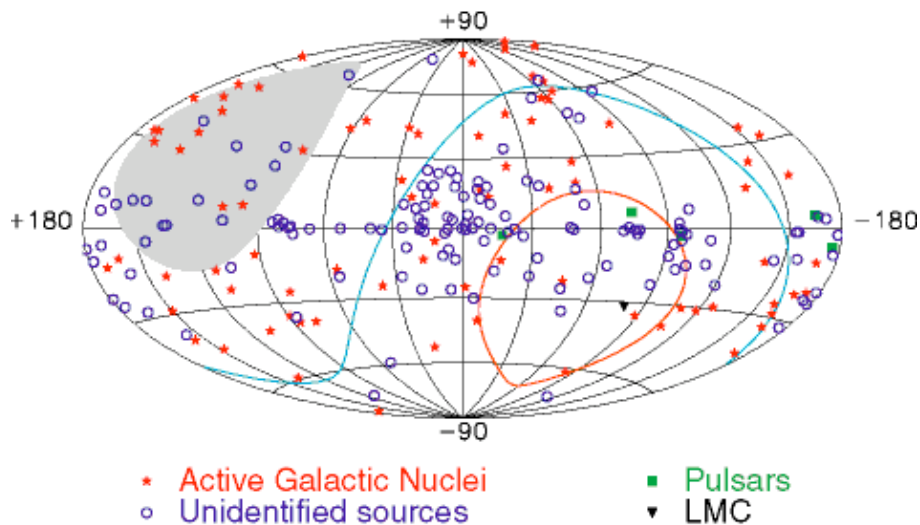 +90
+180
-180
-90
Active Galactic Nuclei
Pulsars
Unidentified sources
LMC